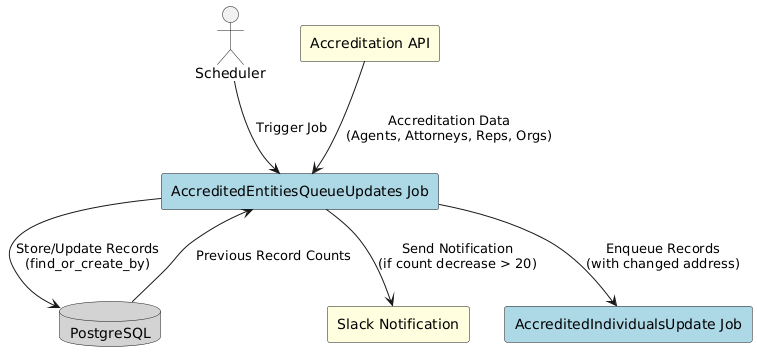 Accreditation API
Scheduler
Trigger Job
Accreditation Data
(Agents, Attorneys, Reps, Orgs)
AccreditedEntitiesQueueUpdates Job
Store/Update Records
(find_or_create_by)
Previous Record Counts
Send Notification
(if count decrease > 20)
Enqueue Records
(with changed address)
PostgreSQL
Slack Notification
AccreditedIndividualsUpdate Job